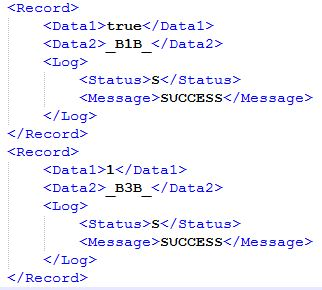 <Record>
<Data1>true</Data1>
<Data2>_B1B_</Data2>
<Log>
<Status>S</Status>
<Message>SUCCESS</Message>
</Log>
</Record>
<Record>
<Data1>1</Data1>
<Data2>_B3B_</Data2>
<Log>
<Status>S</Status>
<Message>SUCCESS</Message>
</Log>
</Record>